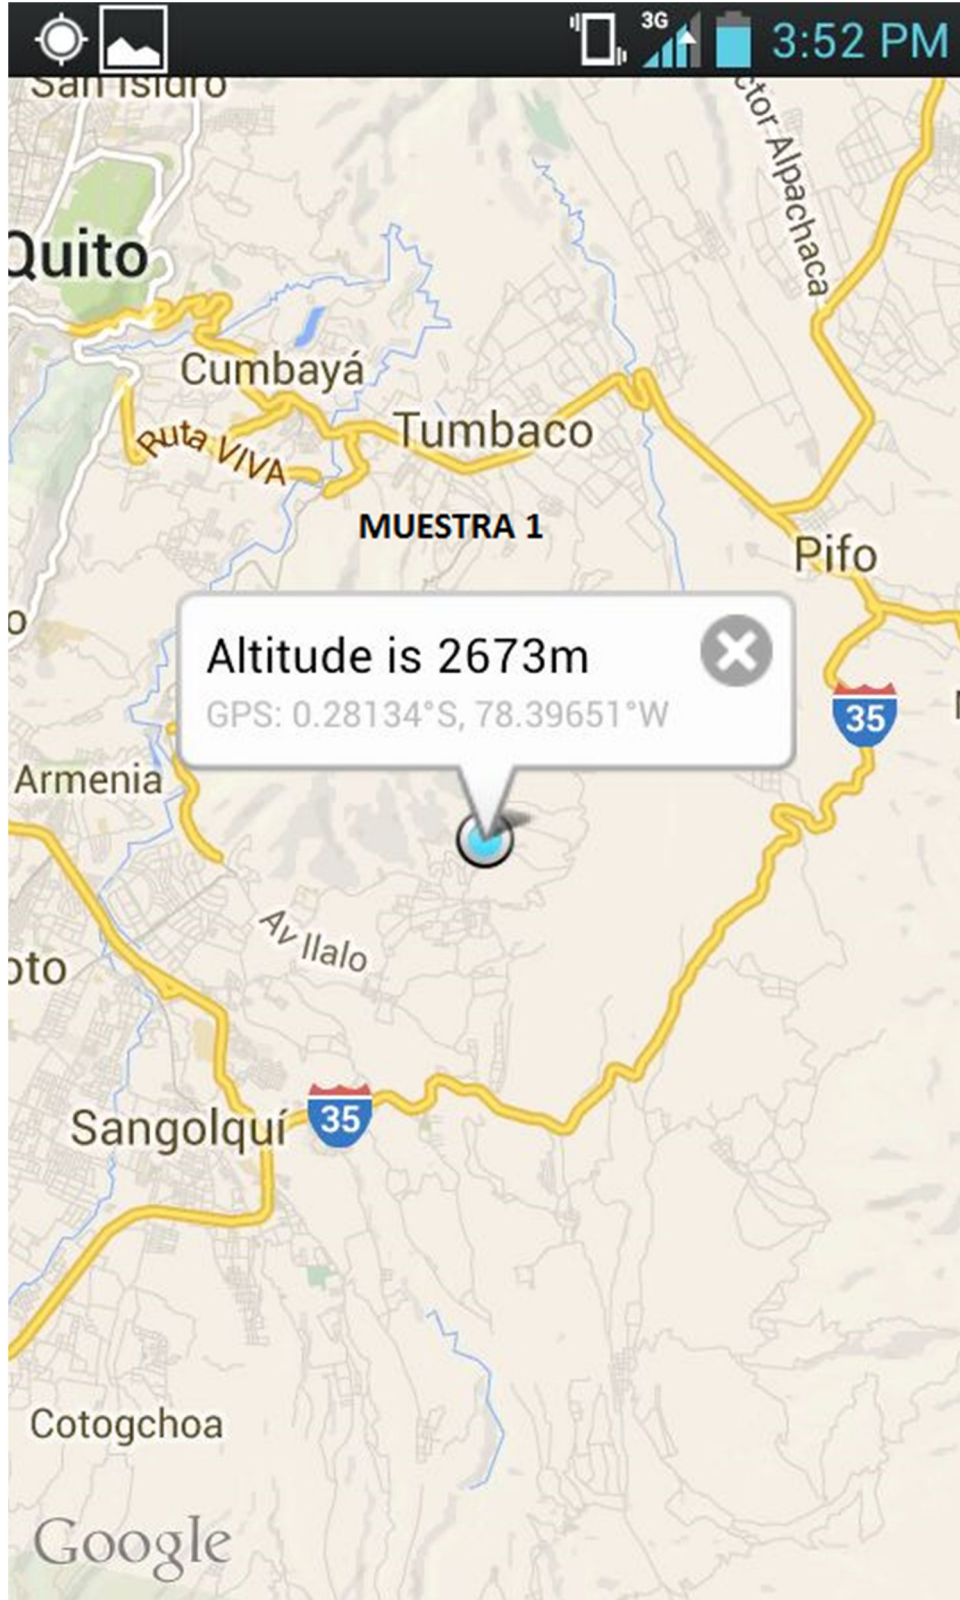 3G
3:52 PM
San Isidro
ctor Alpachaca
Quito
Cumbayá
Tumbaco
Ruta VIVA
MUESTRA 1
Pifo
o
Altitude is 2673m
GPS: 0.28134°S, 78.39651°W
35
Armenia
Av Ilalo
oto
35
Sangolquí
Cotogchoa
Google